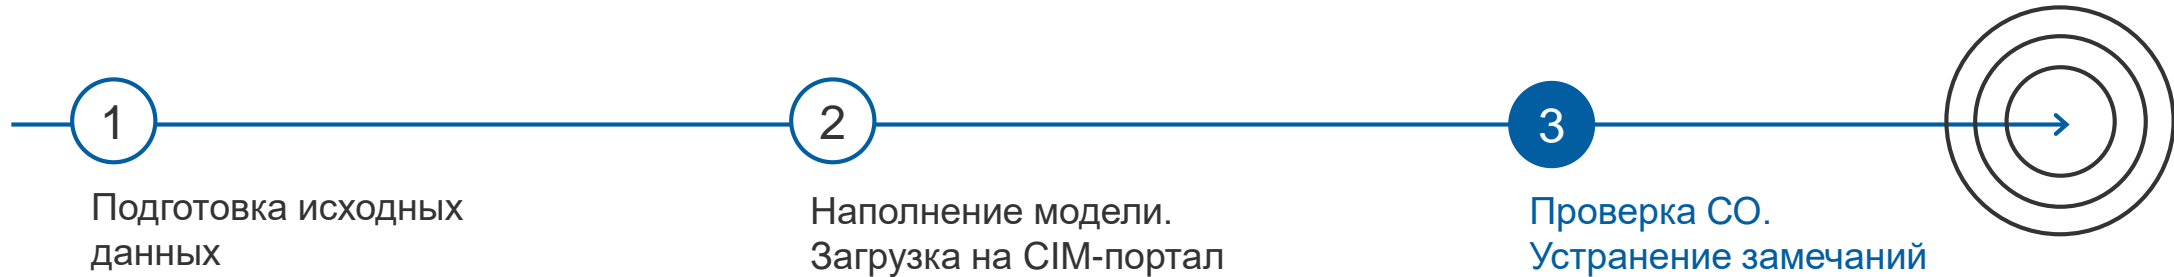 1
Подготовка исходных
данных
2
Наполнение модели.
Загрузка на CIM-портал
3
Проверка СО.
Устранение замечаний